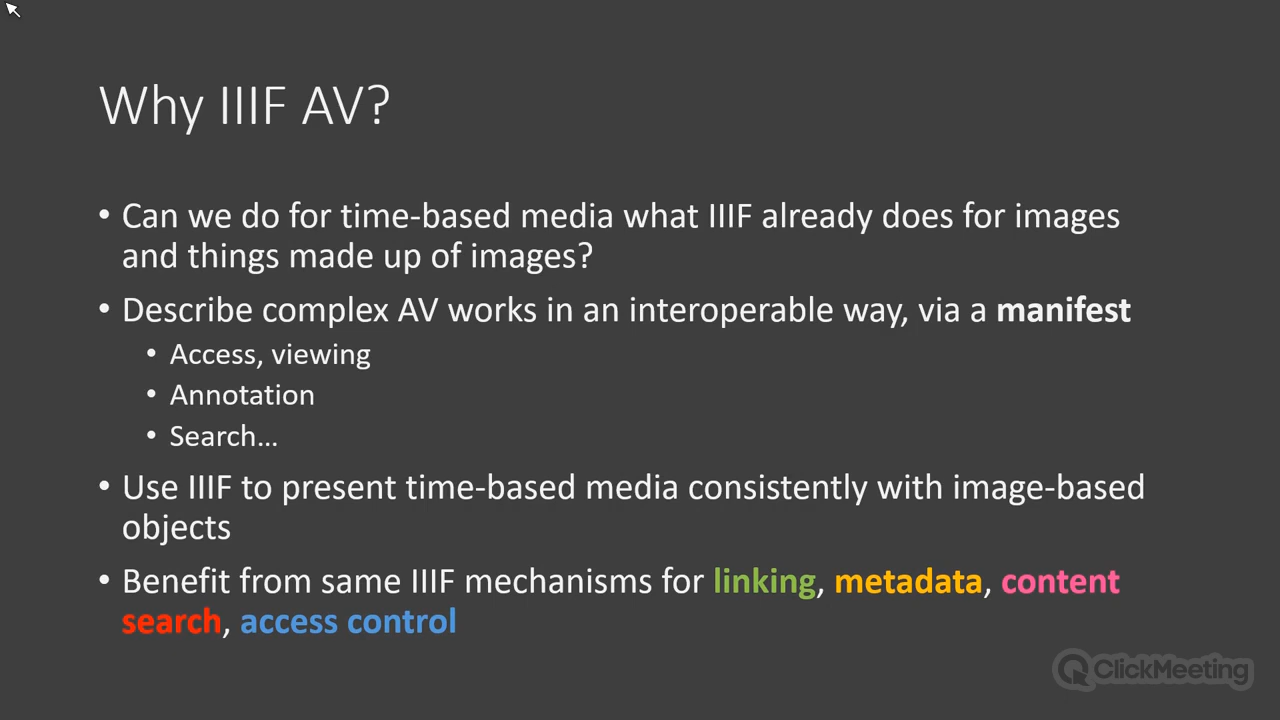 Why IIIF AV?
• Can we do for time-based media what IIIF already does for images
and things made up of images?
• Describe complex AV works in an interoperable way, via a manifest
• Access, viewing
• Annotation
• Search…
• Use IIIF to present time-based media consistently with image-based
objects
• Benefit from same IIIF mechanisms for linking, metadata, content
search, access control
ClickMeeting